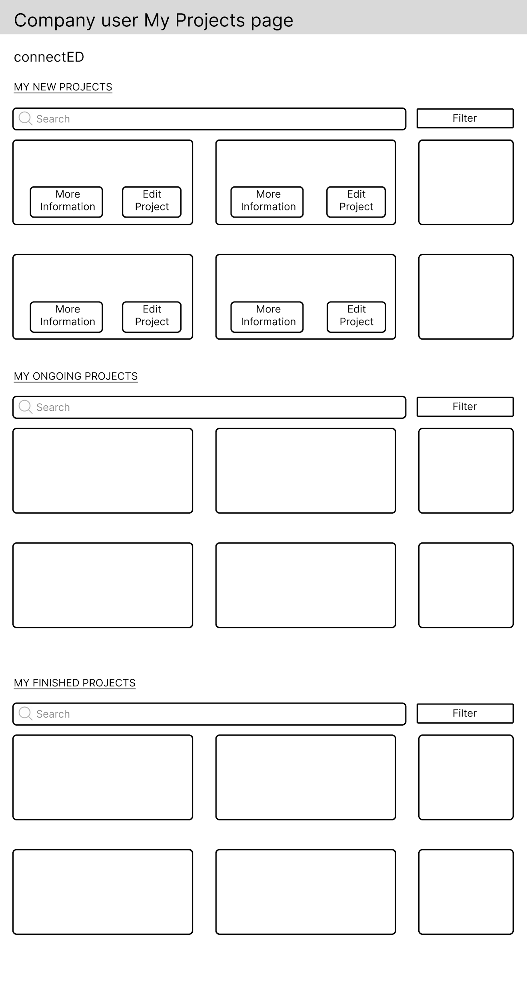 Company user My Projects page
connectED
MY NEW PROJECTS
Search
Filter
More
Information
Edit
Project
More
Information
Edit
Project
More
Information
Edit
Project
More
Information
Edit
Project
MY ONGOING PROJECTS
Search
Filter
MY FINISHED PROJECTS
Search
Filter